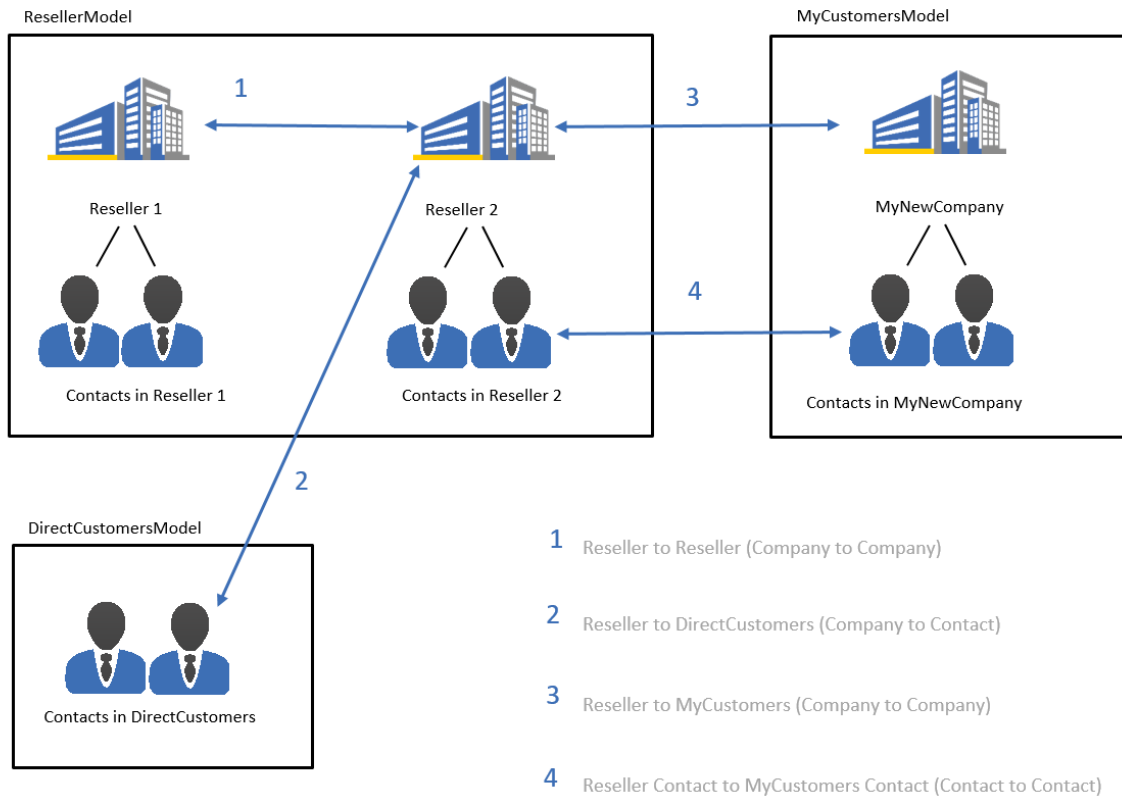 ResellerModel
MyCustomersModel
1
3
Reseller 1
Reseller 2
MyNewCompany
4
Contacts in Reseller 1
Contacts in Reseller 2
Contacts in MyNewCompany
2
DirectCustomersModel
Contacts in DirectCustomers
1 Reseller to Reseller (Company to Company)
2 Reseller to DirectCustomers (Company to Contact)
3 Reseller to MyCustomers (Company to Company)
4 Reseller Contact to MyCustomers Contact (Contact to Contact)